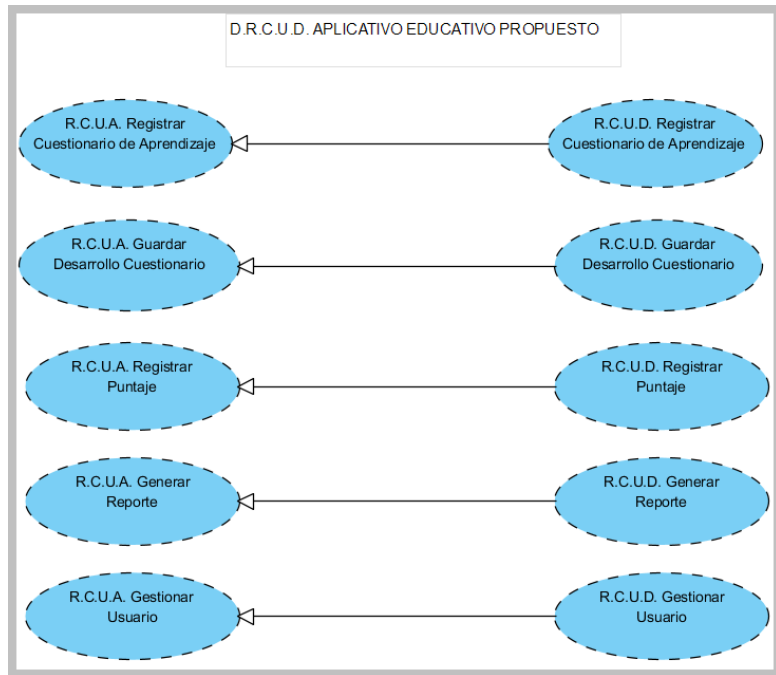 D.R.C.U.D. APLICATIVO EDUCATIVO PROPUESTO
R.C.U.A. Registrar
Cuestionario de Aprendizaje
R.C.U.D. Registrar
Cuestionario de Aprendizaje
R.C.U.A. Guardar
Desarrollo Cuestionario
R.C.U.D. Guardar
Desarrollo Cuestionario
R.C.U.A. Registrar
Puntaje
R.C.U.D. Registrar
Puntaje
R.C.U.A. Generar
Reporte
R.C.U.D. Generar
Reporte
R.C.U.A. Gestionar
Usuario
R.C.U.D. Gestionar
Usuario